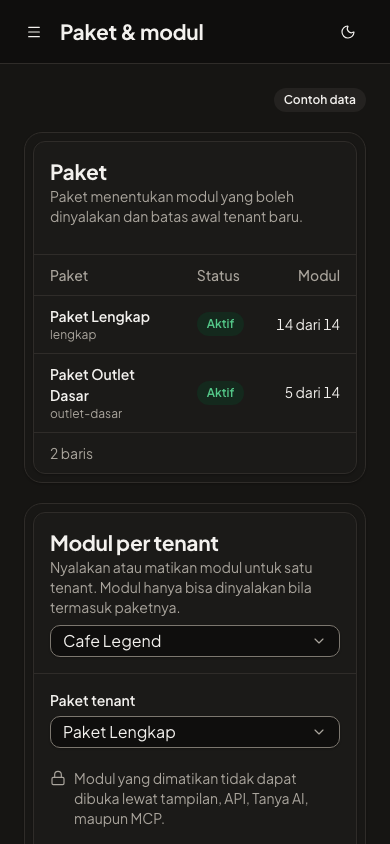 Paket & modul
Contoh data
Paket
Paket menentukan modul yang boleh
dinyalakan dan batas awal tenant baru.
Paket Status Modul
Paket Lengkap Aktif 14 dari 14
lengkap
Paket Outlet
Dasar Aktif 5 dari 14
outlet-dasar
2 baris
Modul per tenant
Nyalakan atau matikan modul untuk satu
tenant. Modul hanya bisa dinyalakan bila
termasuk paketnya.
Cafe Legend
Paket tenant
Paket Lengkap
Modul yang dimatikan tidak dapat
dibuka lewat tampilan, API, Tanya AI,
maupun MCP.